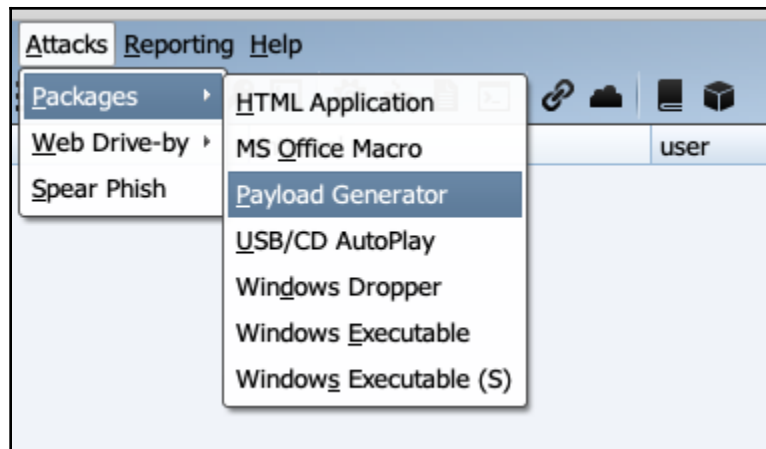 Attacks Reporting Help
Packages
Web Drive-by
Spear Phish
HTML Application
MS Office Macro
Payload Generator
USB/CD AutoPlay
Windows Dropper
Windows Executable
Windows Executable (S)
user